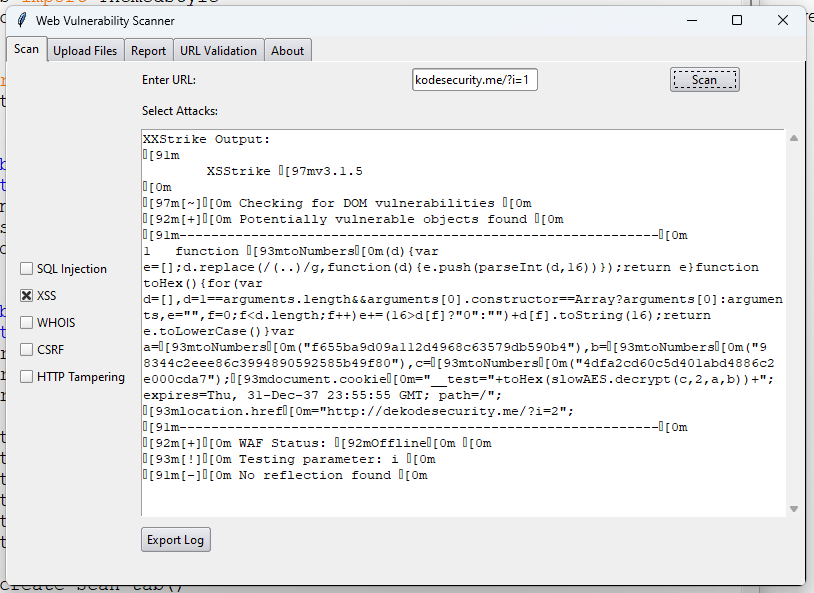 Web Vulnerability Scanner
Scan
Upload Files
Report
URL Validation
About
Enter URL:
kodesecurity.me/?i=1
Scan
Select Attacks:
SQL Injection
XSS
WHOIS
CSRF
HTTP Tampering
XXStrike Output:
[91m
XSStrike [97mv3.1.5
[0m
[97m[~][0m Checking for DOM vulnerabilities [0m
[92m[+][0m Potentially vulnerable objects found [0m
[91m------------------------------------------------------------[0m
1   function [93mtoNumbers[0m(d){var
e=[];d.replace(/(..)/g,function(d){e.push(parseInt(d,16))});return e}function
toHex(){for(var
d=[],d=1==arguments.length&&arguments[0].constructor==Array?arguments[0]:argumen
ts,e="",f=0;f<d.length;f++)e+=(16>d[f]?"0":"")+d[f].toString(16);return
e.toLowerCase()}var
a=[93mtoNumbers[0m("f655ba9d09a112d4968c63579db590b4"),b=[93mtoNumbers[0m("9
8344c2eee86c3994890592585b49f80"),c=[93mtoNumbers[0m("4dfa2cd60c5d401abd4886c2
e000cda7");[93mdocument.cookie[0m="__test="+toHex(slowAES.decrypt(c,2,a,b))+";
expires=Thu, 31-Dec-37 23:55:55 GMT; path=/";
[93mlocation.href[0m="http://dekodesecurity.me/?i=2";
[91m------------------------------------------------------------[0m
[92m[+][0m WAF Status: [92mOffline[0m [0m
[93m[!][0m Testing parameter: i [0m
[91m[-][0m No reflection found [0m
Export Log